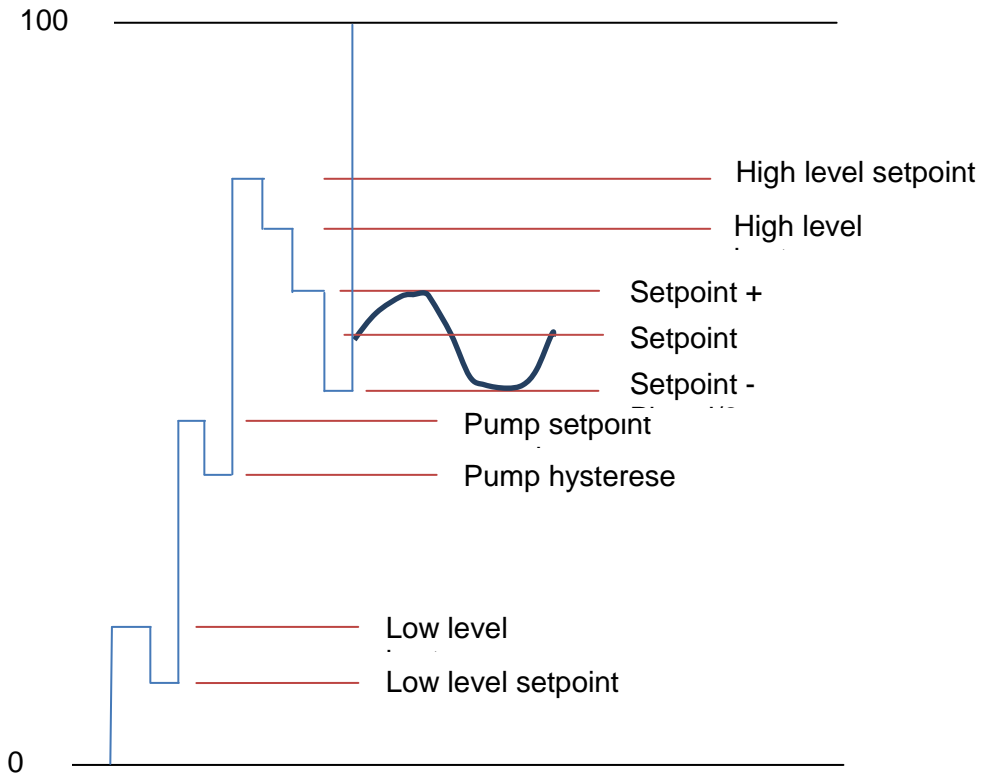 100
High level setpoint
High level
Setpoint +
Setpoint
Setpoint -
Pump setpoint
Pump hysterese
Low level
Low level setpoint
0